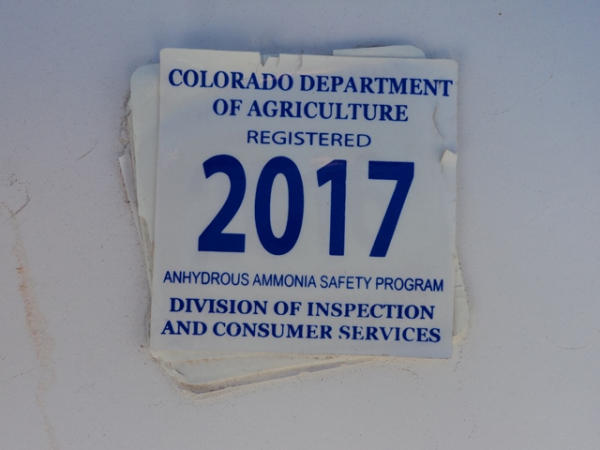 COLORADO DEPARTMENT
OF AGRICULTURE
REGISTERED
2017
ANHYDROUS AMMONIA SAFETY PROGRAM
DIVISION OF INSPECTION
AND CONSUMER SERVICES